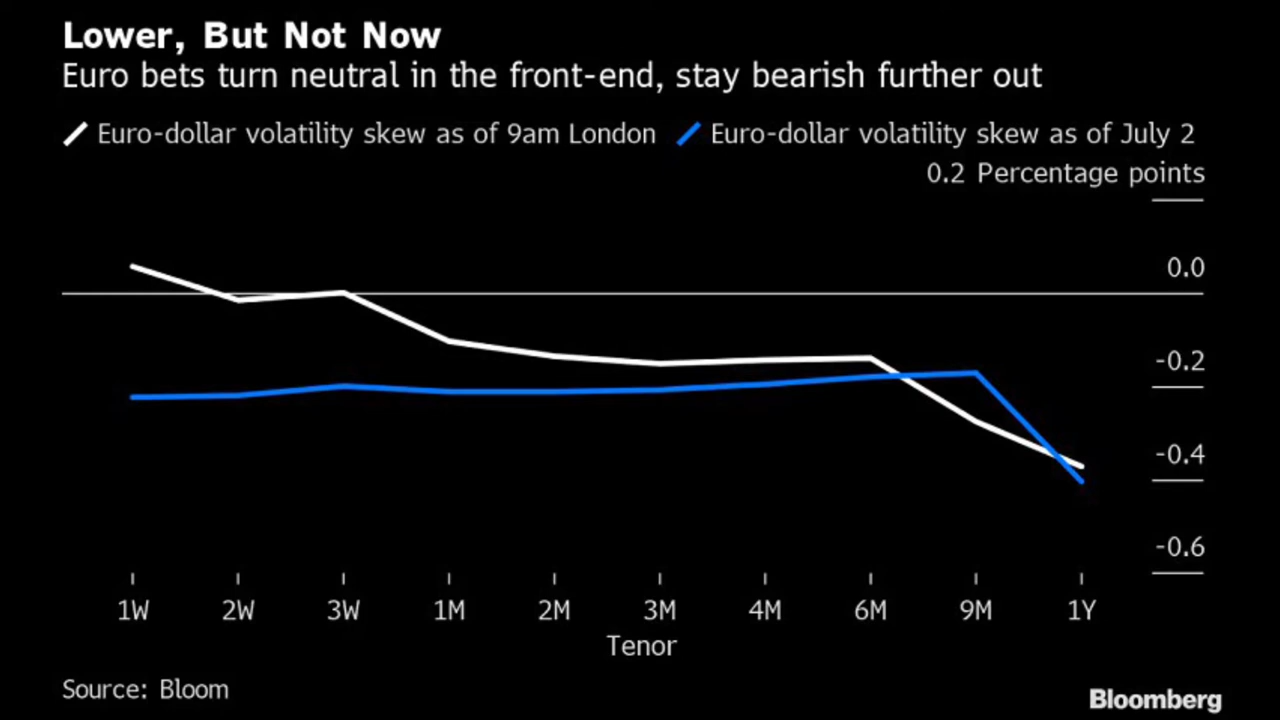 Lower, But Not Now
Euro bets turn neutral in the front-end, stay bearish further out
Euro-dollar volatility skew as of 9am London Euro-dollar volatility skew as of July 2
0.2 Percentage points
0.0
-0.2
-0.4
-0.6
1W 2W 3W 1M 2M 3M 4M 6M 9M 1Y
Tenor
Source: Bloom
Bloomberg